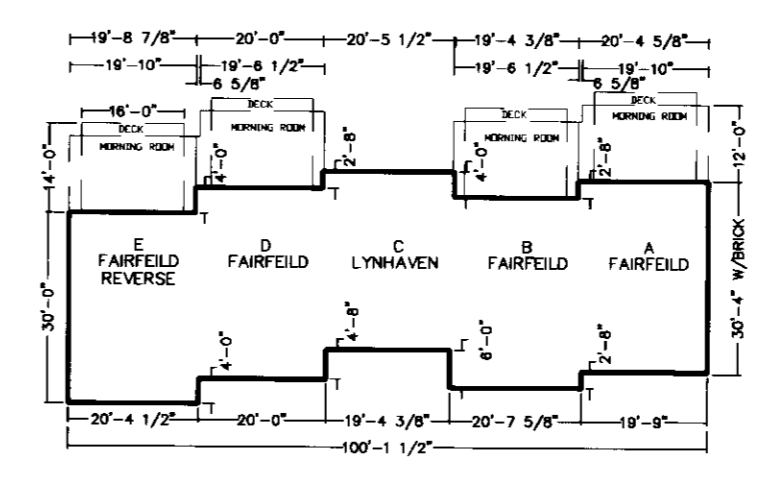 19'-8 7/8" 20'-0" 20'-5 1/2" 19'-4 3/8" 20'-4 5/8"
19'-10" 19'-6 1/2" 19'-6 1/2" 19'-10"
6 5/8" 6 5/8"
16'-0" DECK DECK
DECK MORNING ROOM DECK MORNING ROOM
MORNING ROOM MORNING ROOM
14'-0" 4'-0" 2'-8" 4'-0" 2'-8" 12'-0"
E D C B A
FAIRFEILD FAIRFEILD LYNHAVEN FAIRFEILD FAIRFEILD
REVERSE
30'-0" 4'-0" 4'-8" 6'-0" 2'-8" 30'-4" W/BRICK
20'-4 1/2" 20'-0" 19'-4 3/8" 20'-7 5/8" 19'-9"
100'-1 1/2"